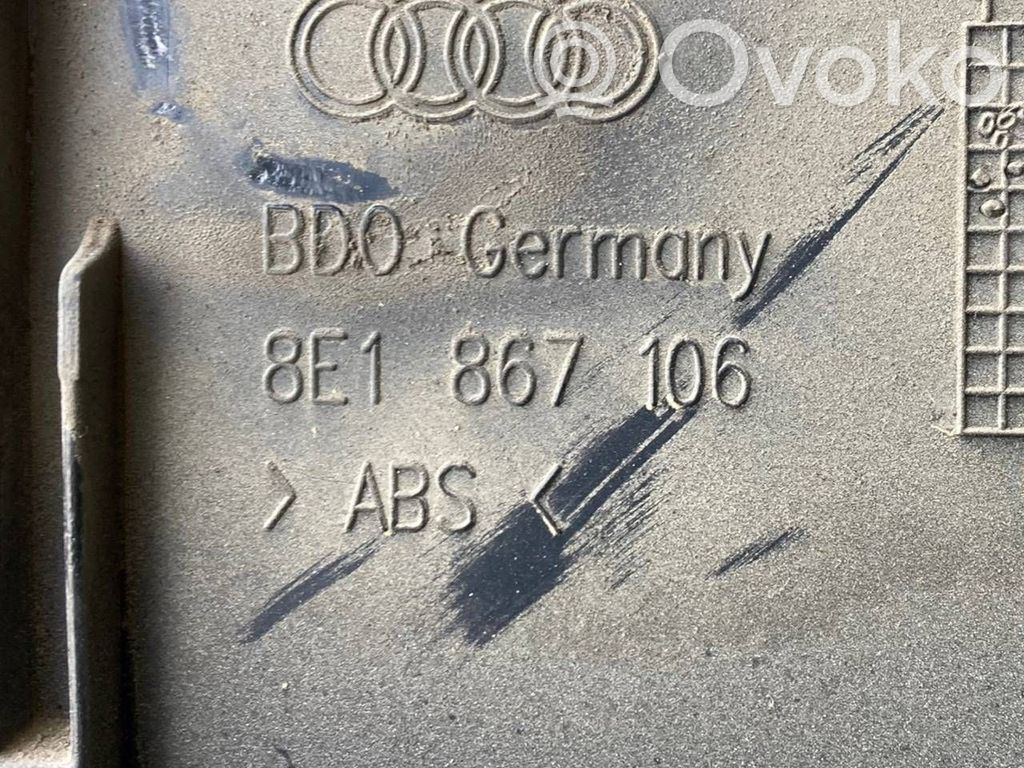 Ovoko
BDO Germany
8E1 867 106
> ABS <